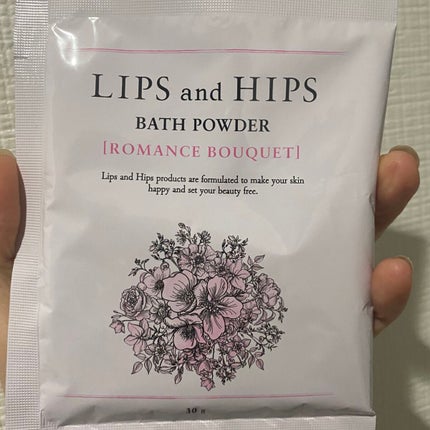 LIPS and HIPS
BATH POWDER
[ROMANCE BOUQUET]
Lips and Hips products are formulated to make your skin
happy and set your beauty free.
30 g